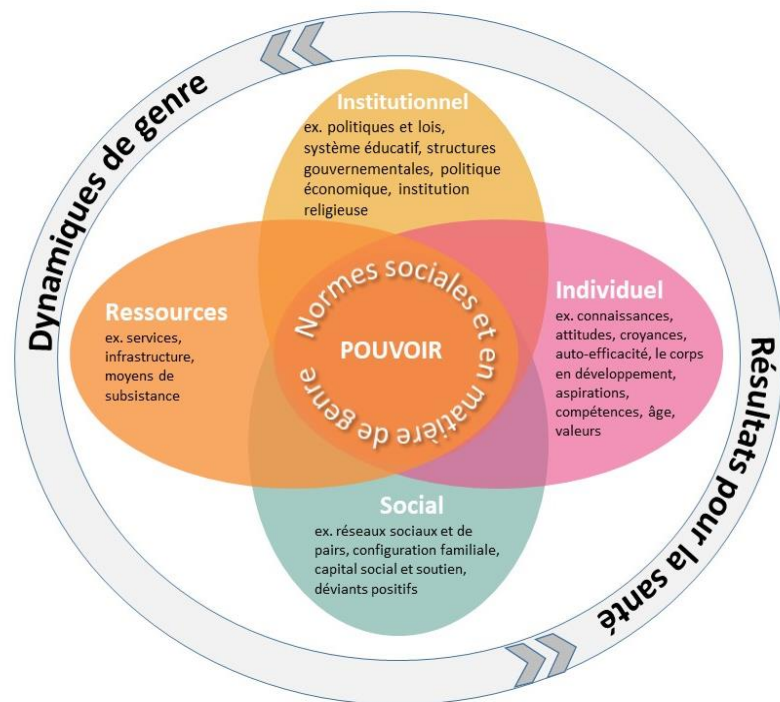 Dynamiques de genre
Institutionnel
ex. politiques et lois,
système éducatif, structures
gouvernementales, politique
économique, institution
religieuse
Ressources
ex. services,
infrastructure,
moyens de
subsistance
Normes sociales et en matière de genre
POUVOIR
Individuel
ex. connaissances,
attitudes, croyances,
auto-efficacité, le corps
en développement,
aspirations,
compétences, âge,
valeurs
Social
ex. réseaux sociaux et de
pairs, configuration familiale,
capital social et soutien,
déviants positifs
Résultats pour la santé